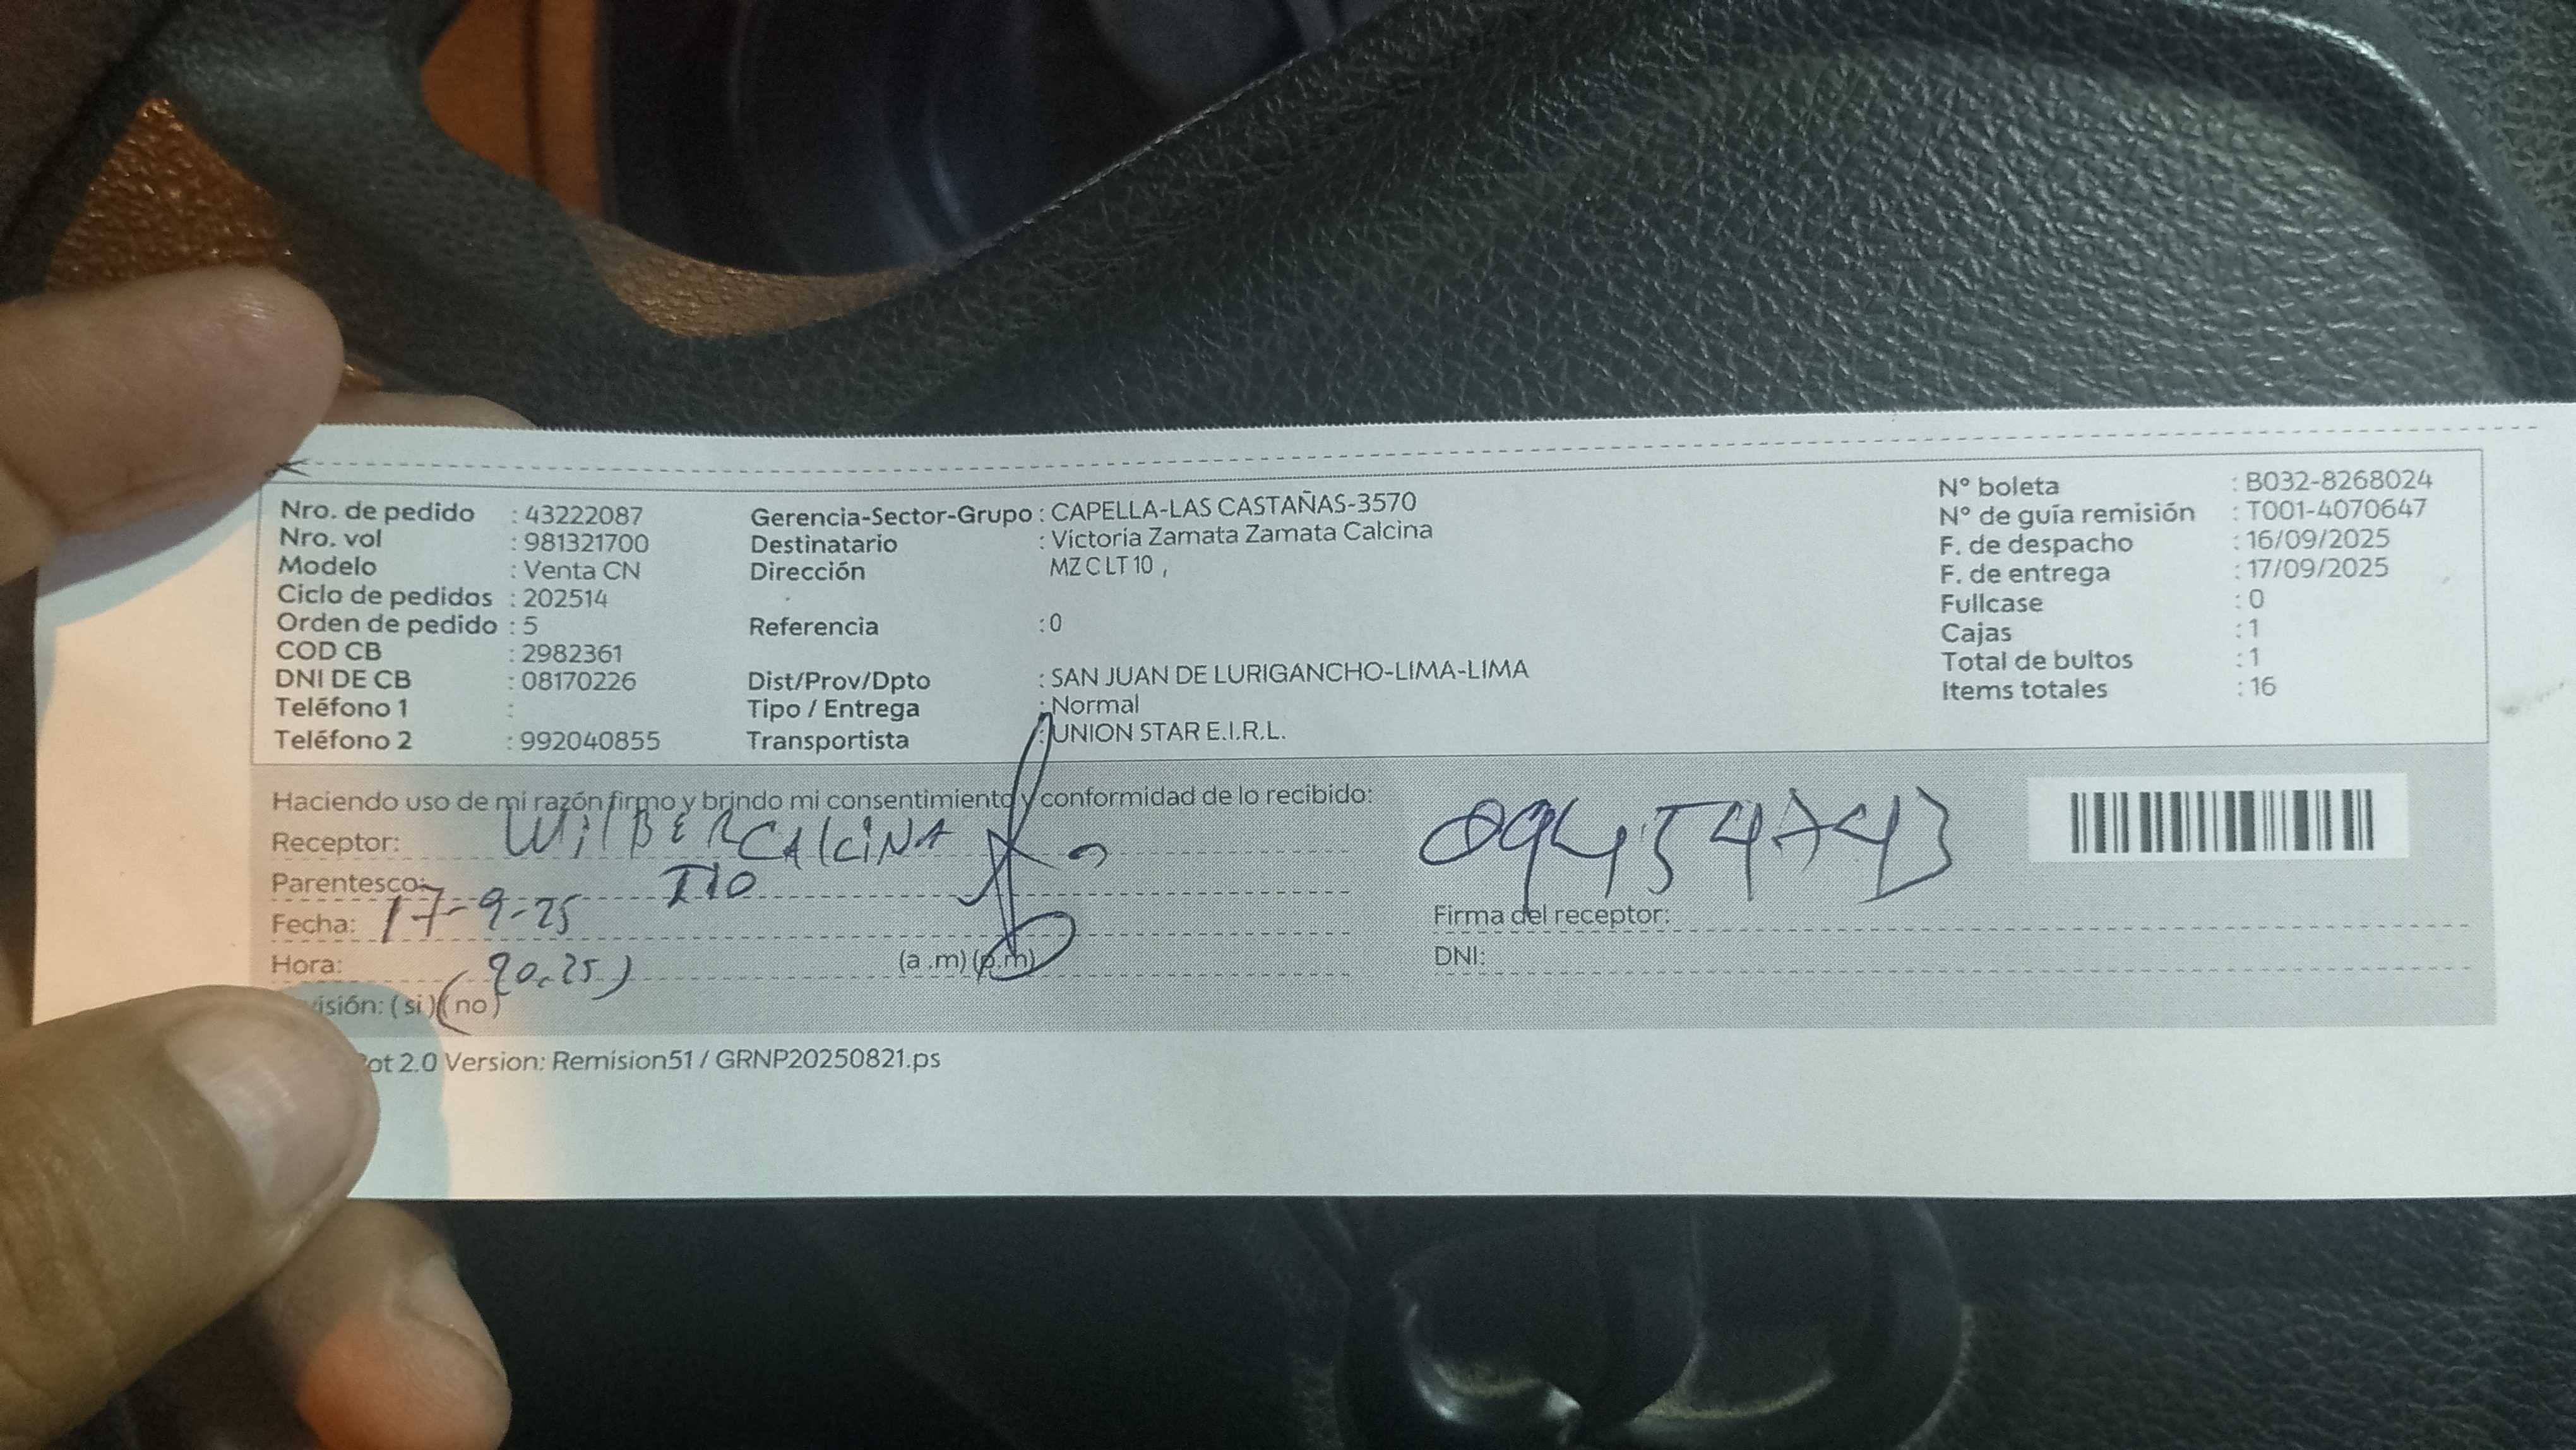 Nro. de pedido : 43222087
Nro. vol : 981321700
Modelo : Venta CN
Ciclo de pedidos : 202514
Orden de pedido : 5
COD CB : 2982361
DNI DE CB : 08170226
Teléfono 1 :
Teléfono 2 : 992040855
Gerencia-Sector-Grupo : CAPELLA-LAS CASTAÑAS-3570
Destinatario : Victoria Zamata Zamata Calcina
Dirección MZ C LT 10 ,
Referencia : 0
Dist/Prov/Dpto : SAN JUAN DE LURIGANCHO-LIMA-LIMA
Tipo / Entrega : Normal
Transportista : UNION STAR E.I.R.L.
N° boleta : B032-8268024
N° de guía remisión : T001-4070647
F. de despacho : 16/09/2025
F. de entrega : 17/09/2025
Fullcase : 0
Cajas : 1
Total de bultos : 1
Items totales : 16
Haciendo uso de mi razón firmo y brindo mi consentimiento y conformidad de lo recibido:
Receptor: WilBER CAlciNA
Parentesco: TIO
Fecha: 17-9-25
Hora: (a .m) (p.m)
visión: ( si ) ( no )
09454743
Firma del receptor:
DNI:
ot 2.0 Version: Remision51 / GRNP20250821.ps